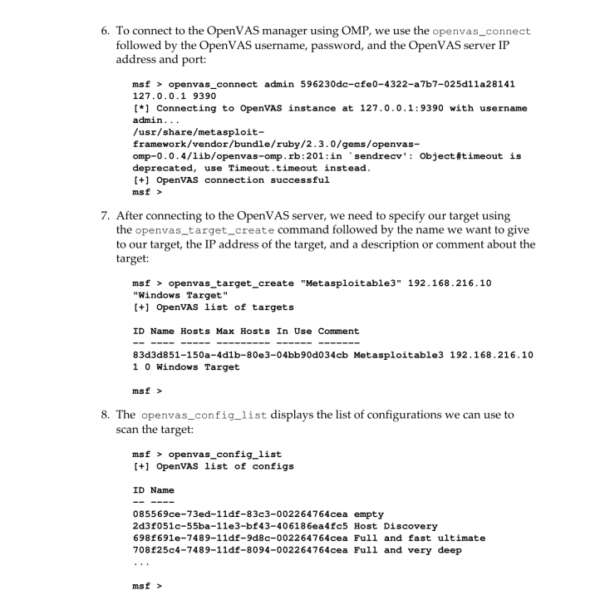 6. To connect to the OpenVAS manager using OMP, we use the openvas_connect
followed by the OpenVAS username, password, and the OpenVAS server IP
address and port:
msf > openvas_connect admin 596230dc-cfe0-4322-a7b7-025d11a28141
127.0.0.1 9390
[*] Connecting to OpenVAS instance at 127.0.0.1:9390 with username
admin...
/usr/share/metasploit-
framework/vendor/bundle/ruby/2.3.0/gems/openvas-
omp-0.0.4/lib/openvas-omp.rb:201:in `sendrecv': Object#timeout is
deprecated, use Timeout.timeout instead.
[+] OpenVAS connection successful
msf >
7. After connecting to the OpenVAS server, we need to specify our target using
the openvas_target_create command followed by the name we want to give
to our target, the IP address of the target, and a description or comment about the
target:
msf > openvas_target_create "Metasploitable3" 192.168.216.10
"Windows Target"
[+] OpenVAS list of targets
ID Name Hosts Max Hosts In Use Comment
-- ---- ----- --------- ------ -------
83d3d851-150a-4d1b-80e3-04bb90d034cb Metasploitable3 192.168.216.10
1 0 Windows Target
msf >
8. The openvas_config_list displays the list of configurations we can use to
scan the target:
msf > openvas_config_list
[+] OpenVAS list of configs
ID Name
-- ----
085569ce-73ed-11df-83c3-002264764cea empty
2d3f051c-55ba-11e3-bf43-406186ea4fc5 Host Discovery
698f691e-7489-11df-9d8c-002264764cea Full and fast ultimate
708f25c4-7489-11df-8094-002264764cea Full and very deep
...
msf >